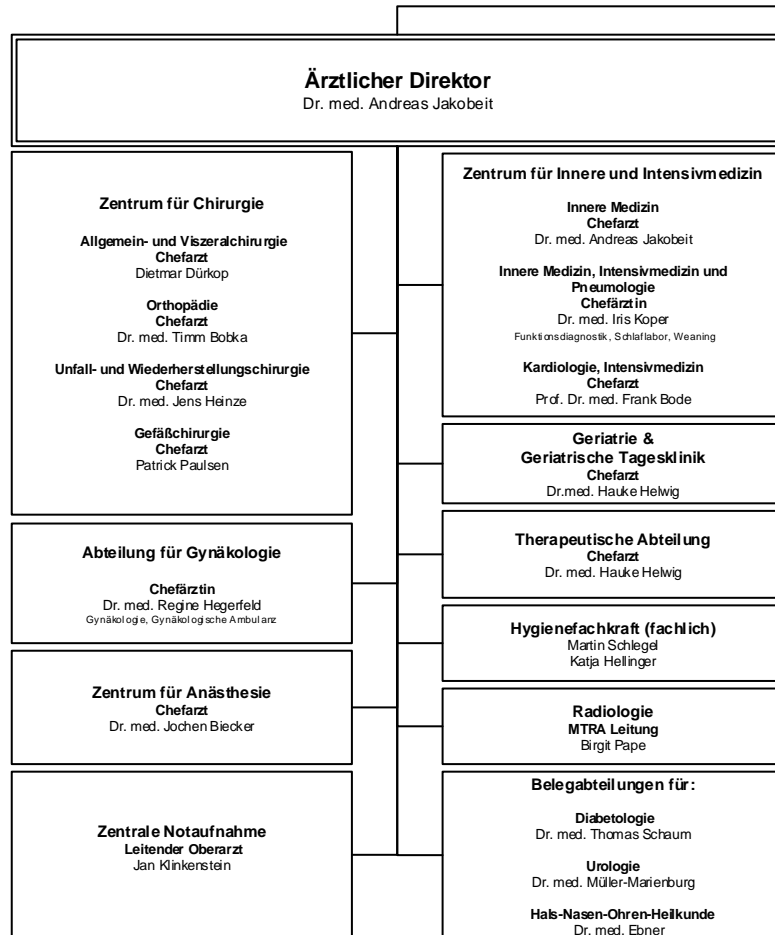 Ärztlicher Direktor
Dr. med. Andreas Jakobeit
Zentrum für Chirurgie
Allgemein- und Viszeralchirurgie
Chefarzt
Dietmar Dürkop
Orthopädie
Chefarzt
Dr. med. Timm Bobka
Unfall- und Wiederherstellungschirurgie
Chefarzt
Dr. med. Jens Heinze
Gefäßchirurgie
Chefarzt
Patrick Paulsen
Abteilung für Gynäkologie
Chefärztin
Dr. med. Regine Hegerfeld
Gynäkologie, Gynäkologische Ambulanz
Zentrum für Anästhesie
Chefarzt
Dr. med. Jochen Biecker
Zentrale Notaufnahme
Leitender Oberarzt
Jan Klinkenstein
Zentrum für Innere und Intensivmedizin
Innere Medizin
Chefarzt
Dr. med. Andreas Jakobeit
Innere Medizin, Intensivmedizin und
Pneumologie
Chefärztin
Dr. med. Iris Koper
Funktionsdiagnostik, Schlaflabor, Weaning
Kardiologie, Intensivmedizin
Chefarzt
Prof. Dr. med. Frank Bode
Geriatrie &
Geriatrische Tagesklinik
Chefarzt
Dr.med. Hauke Helwig
Therapeutische Abteilung
Chefarzt
Dr. med. Hauke Helwig
Hygienefachkraft (fachlich)
Martin Schlegel
Katja Hellinger
Radiologie
MTRA Leitung
Birgit Pape
Belegabteilungen für:
Diabetologie
Dr. med. Thomas Schaum
Urologie
Dr. med. Müller-Marienburg
Hals-Nasen-Ohren-Heilkunde
Dr. med. Ebner